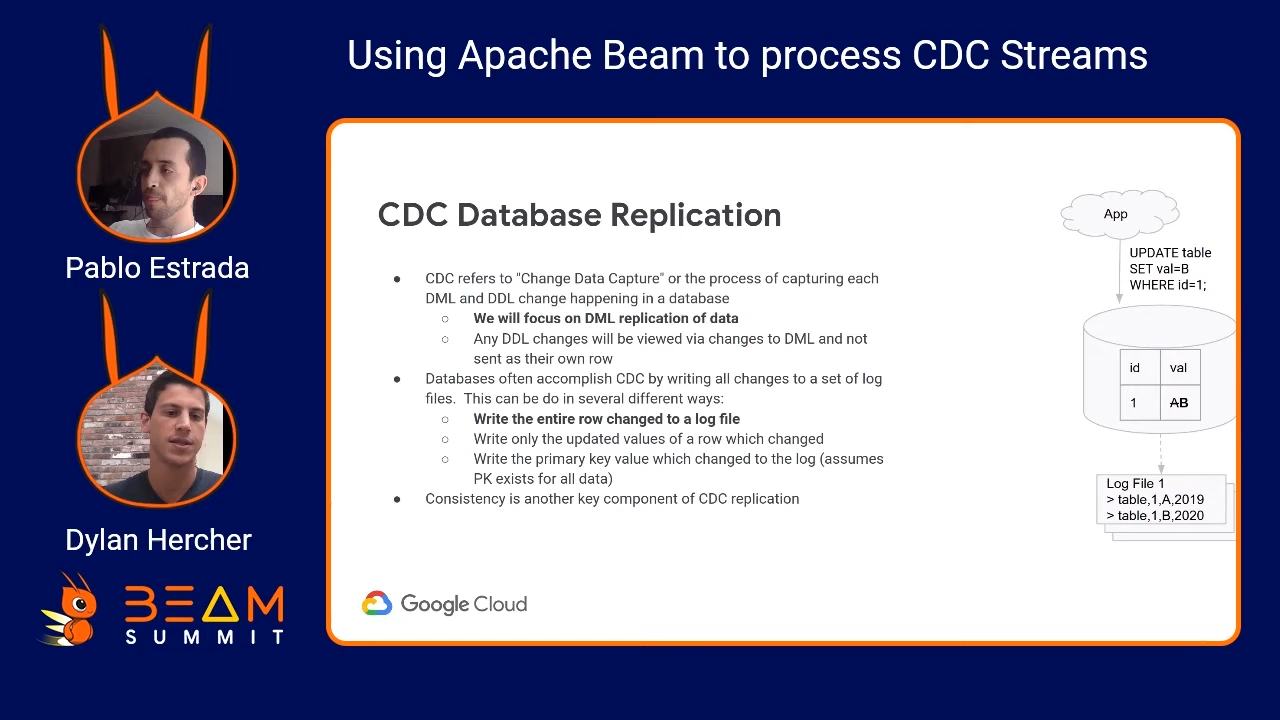 Using Apache Beam to process CDC Streams
Pablo Estrada
Dylan Hercher
BEAM
SUMMIT
CDC Database Replication
● CDC refers to "Change Data Capture" or the process of capturing each
DML and DDL change happening in a database
○ We will focus on DML replication of data
○ Any DDL changes will be viewed via changes to DML and not
sent as their own row
● Databases often accomplish CDC by writing all changes to a set of log
files. This can be do in several different ways:
○ Write the entire row changed to a log file
○ Write only the updated values of a row which changed
○ Write the primary key value which changed to the log (assumes
PK exists for all data)
● Consistency is another key component of CDC replication
Google Cloud
App
UPDATE table
SET val=B
WHERE id=1;
id val
1 AB
Log File 1
> table,1,A,2019
> table,1,B,2020